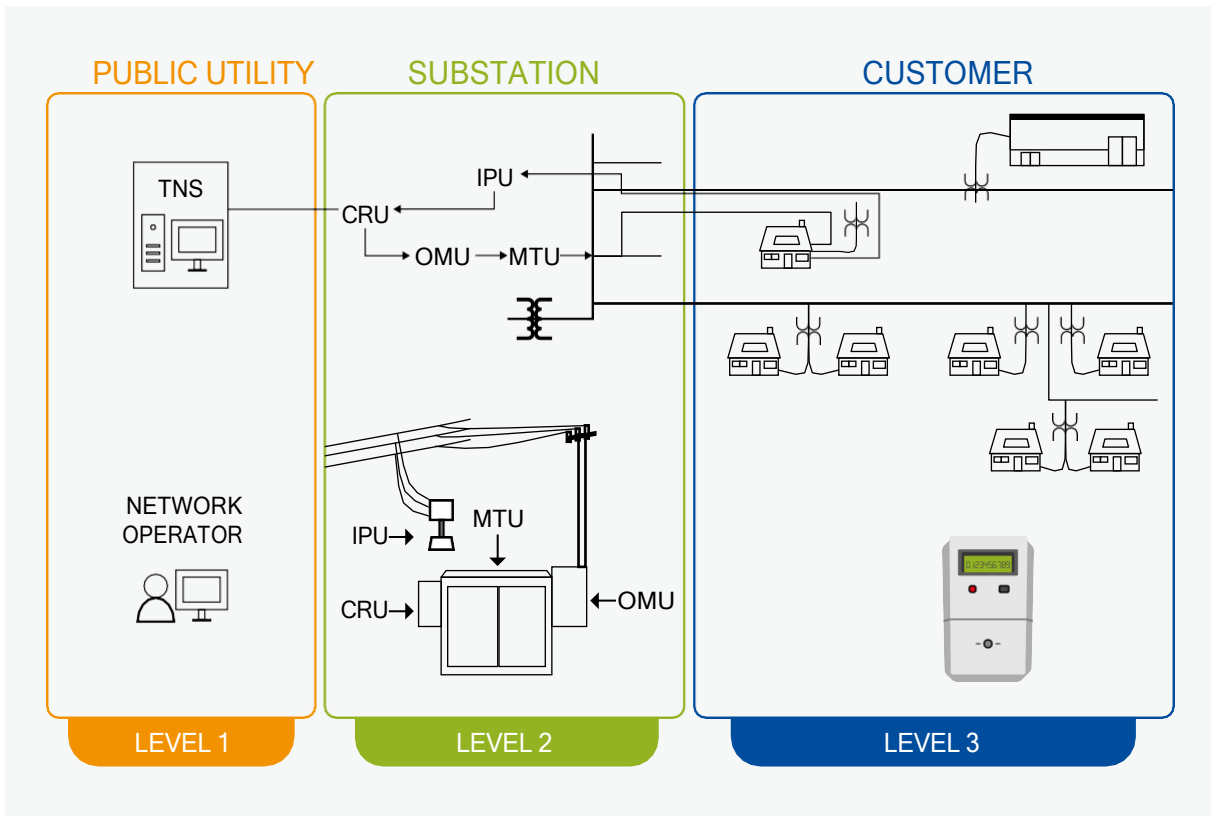 PUBLIC UTILITY
SUBSTATION
CUSTOMER
TNS
IPU
CRU
OMU
MTU
NETWORK
OPERATOR
IPU
MTU
CRU
OMU
0123456789
LEVEL 1
LEVEL 2
LEVEL 3